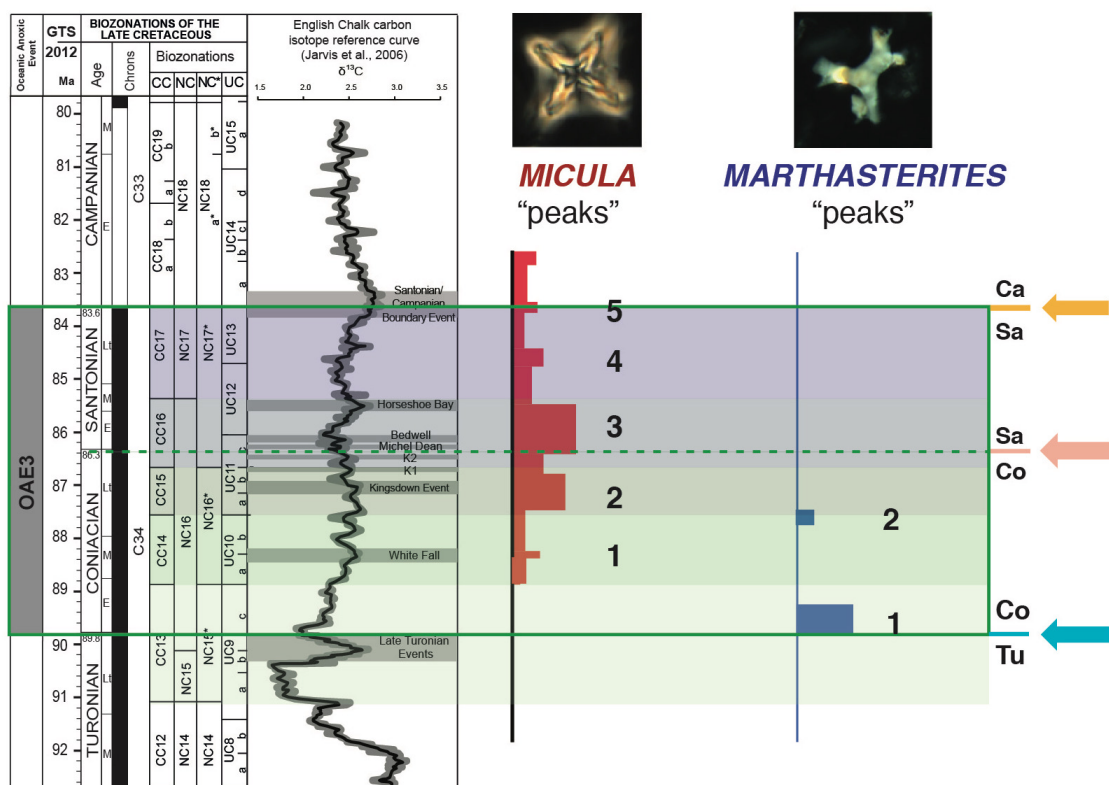 Oceanic Anoxic
Event
GTS
2012
Ma
BIOZONATIONS OF THE
LATE CRETACEOUS
Age
Chrons
Biozonations
CC
NC
NC*
UC
English Chalk carbon
isotope reference curve
(Jarvis et al., 2006)
δ13C
1.5
2.0
2.5
3.0
3.5
MICULA
"peaks"
MARTHASTERITES
"peaks"
80
81
82
83
84
85
86
87
88
89
90
91
92
OAE3
CAMPANIAN
M
E
83.6
SANTONIAN
Lt
M
E
86.3
CONIACIAN
Lt
M
E
89.8
TURONIAN
Lt
M
C33
C34
CC19
b
a
CC18
b
a
CC17
CC16
CC15
CC14
CC13
CC12
NC18
NC17
NC16
NC15
NC14
NC18
b*
a*
NC17*
NC16*
NC15*
NC14
UC15
b
a
UC14
d
c
b
a
UC13
UC12
UC11
c
b
a
UC10
b
a
UC9
c
b
a
UC8
b
a
Santonian/
Campanian
Boundary Event
Horseshoe Bay
Bedwell
Michel Dean
K2
K1
Kingsdown Event
White Fall
Late Turonian
Events
5
4
3
2
1
2
1
Ca
Sa
Sa
Co
Co
Tu